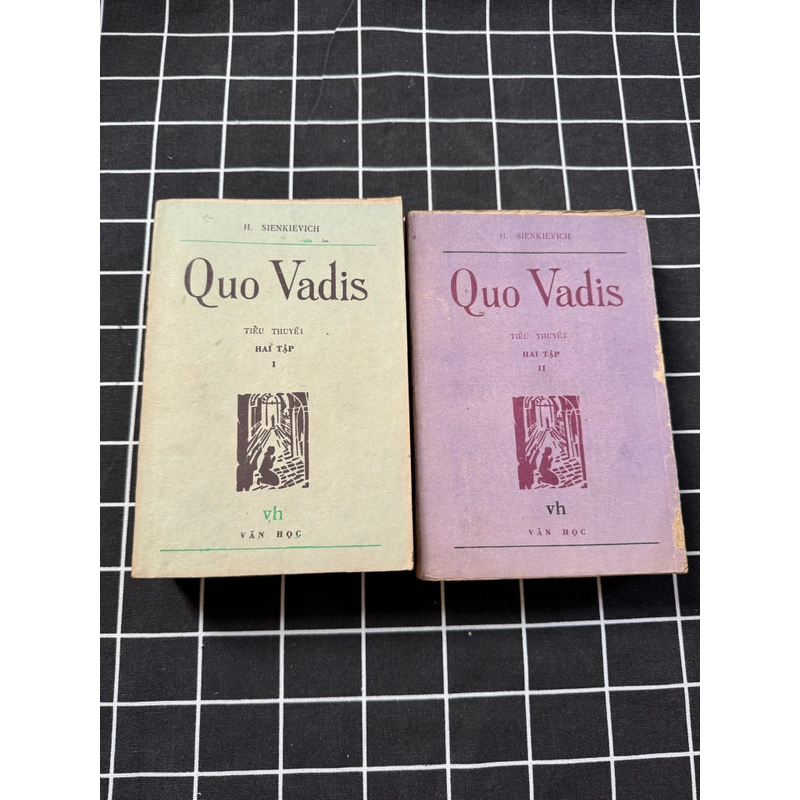 H. SIENKIEVICH
Quo Vadis
TIỂU THUYẾT
HAI TẬP
I
vh
VĂN HỌC
H. SIENKIEVICH
Quo Vadis
TIỂU THUYẾT
HAI TẬP
II
vh
VĂN HỌC